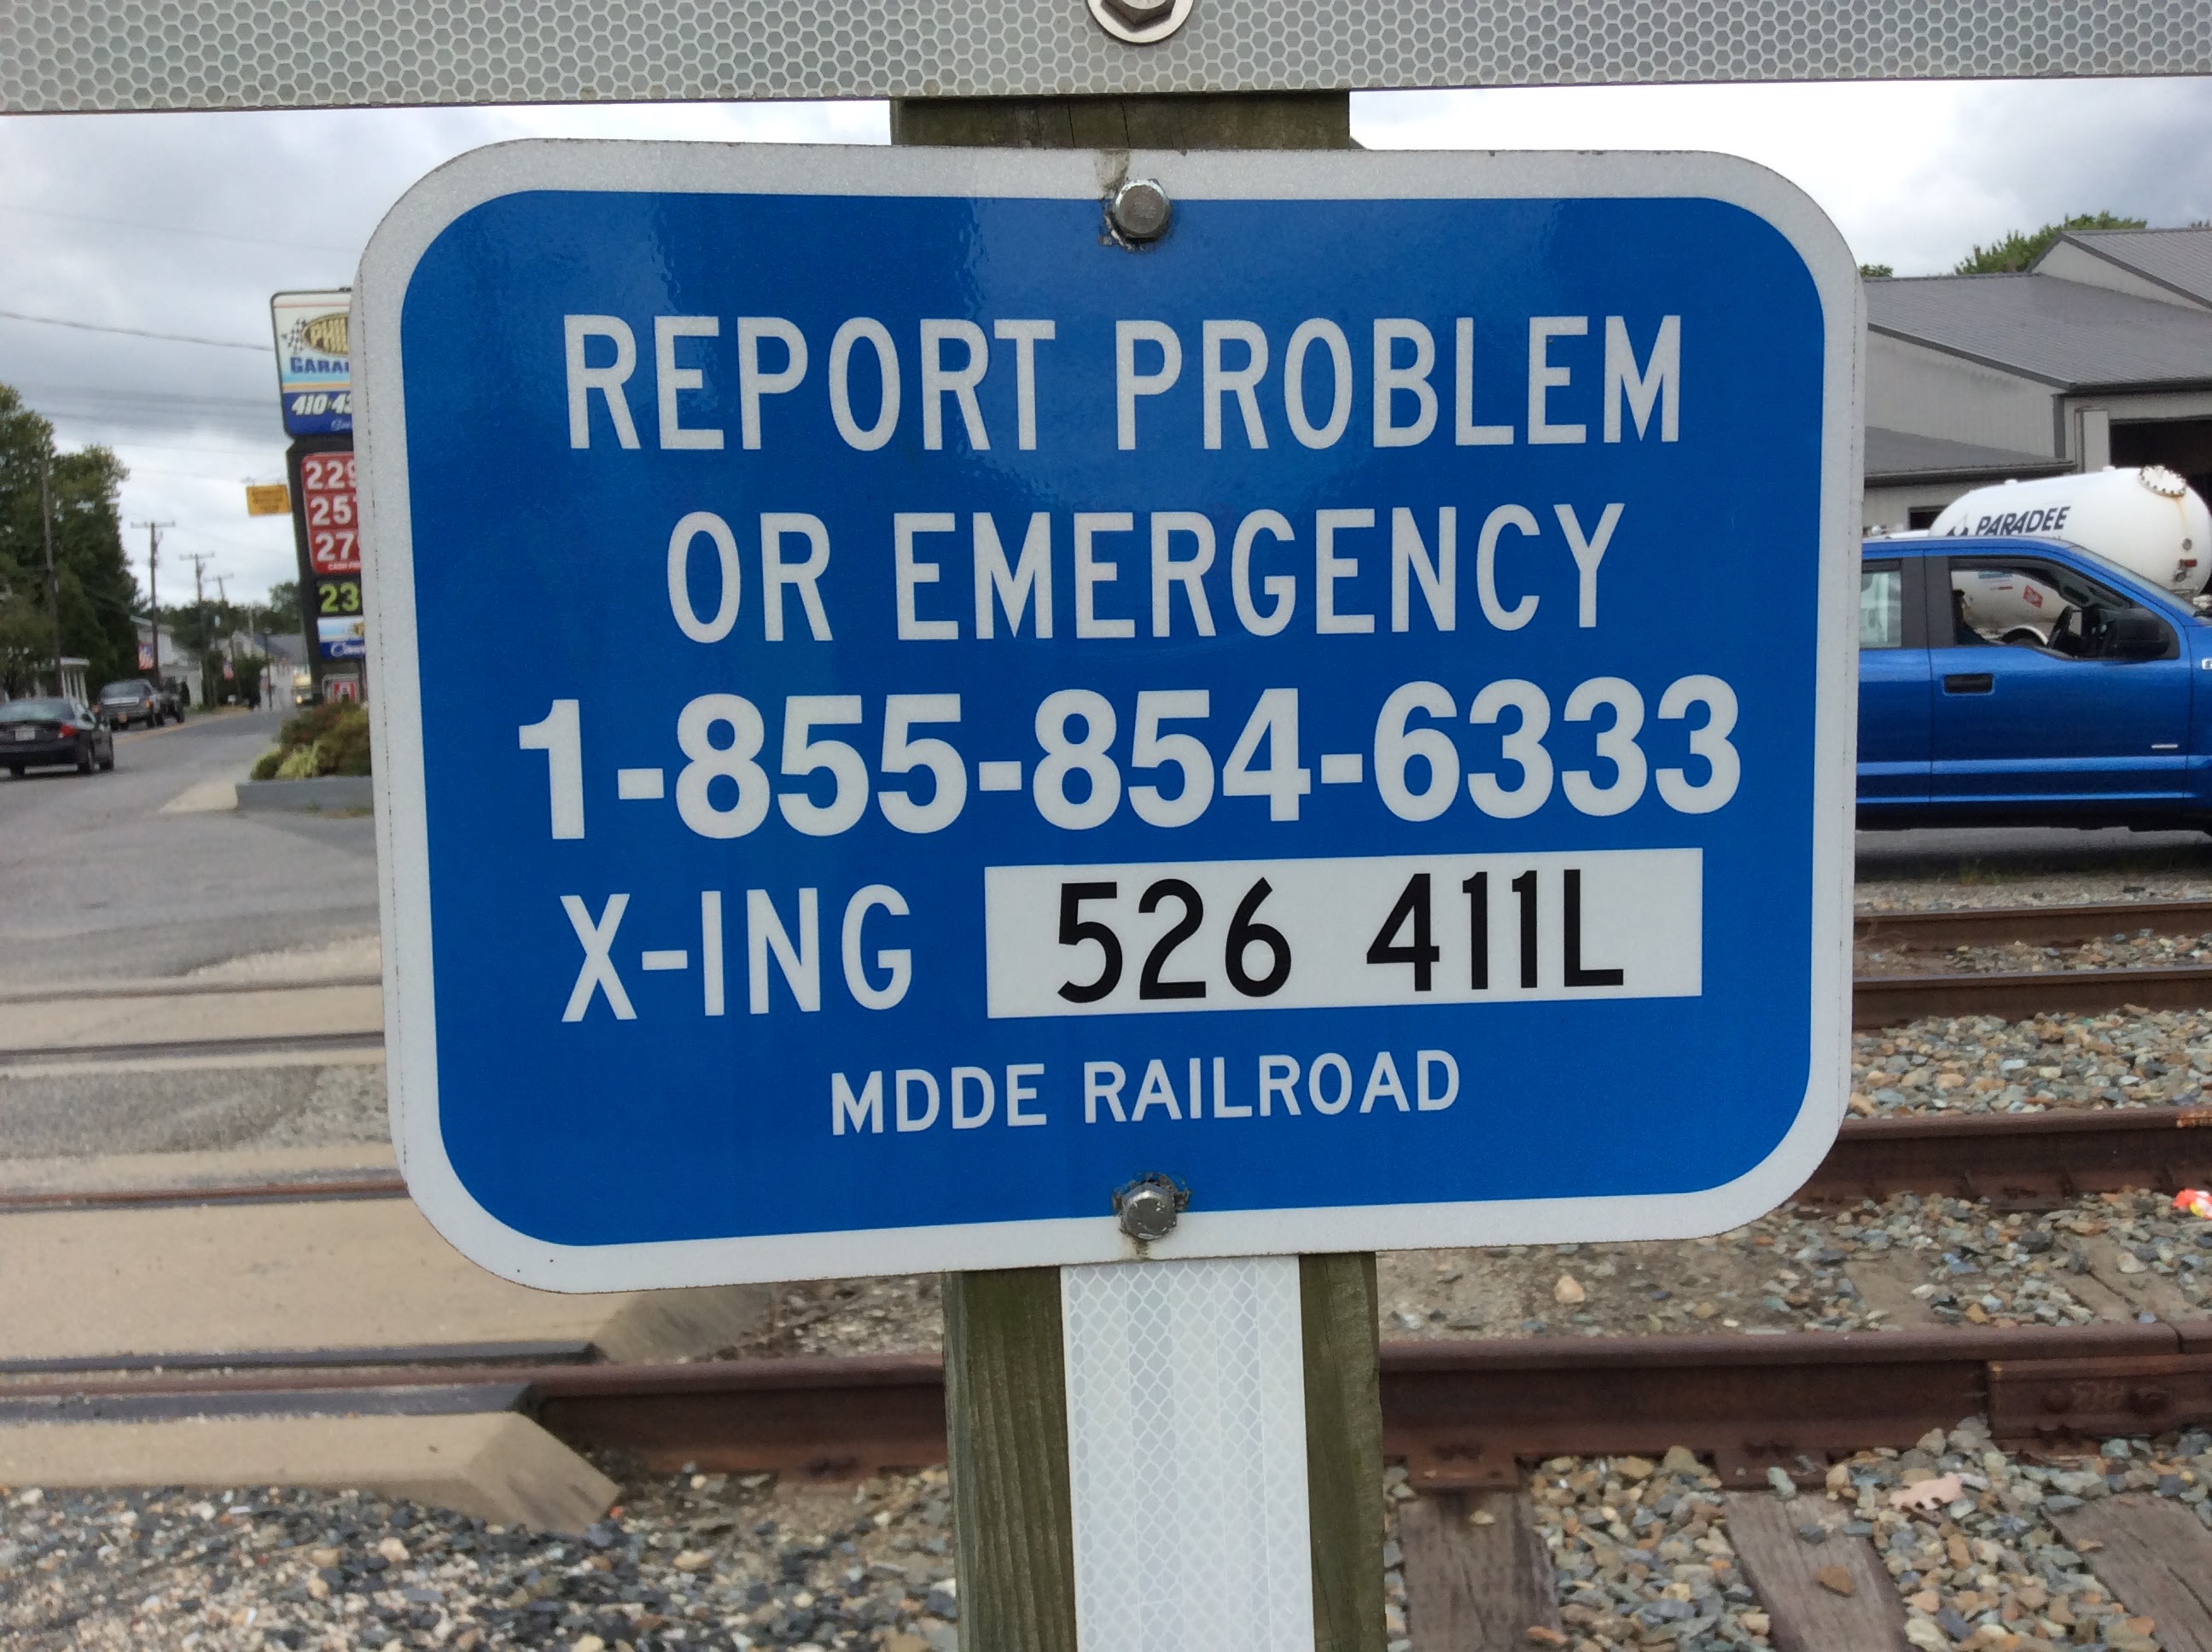 REPORT PROBLEM
OR EMERGENCY
1-855-854-6333
X-ING 526 411L
MDDE RAILROAD
PARADEE